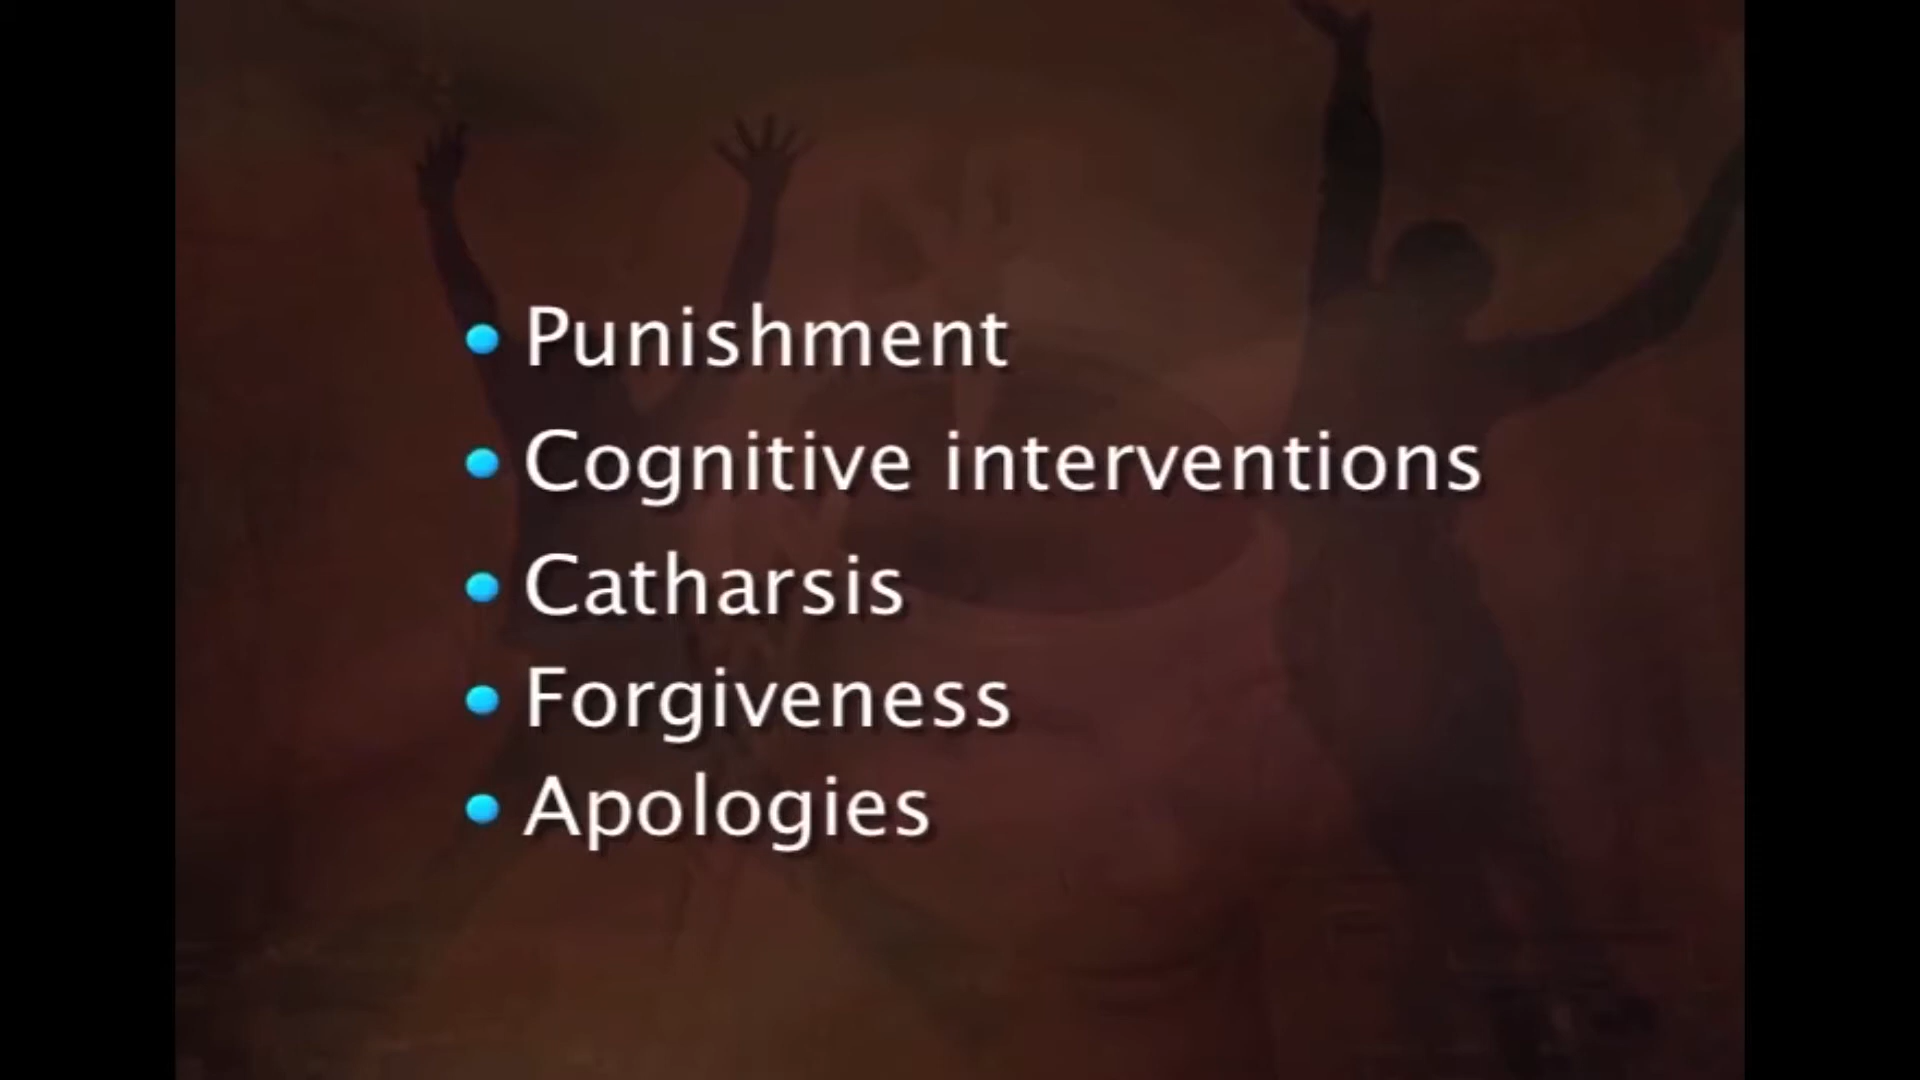 Punishment
Cognitive interventions
Catharsis
Forgiveness
Apologies